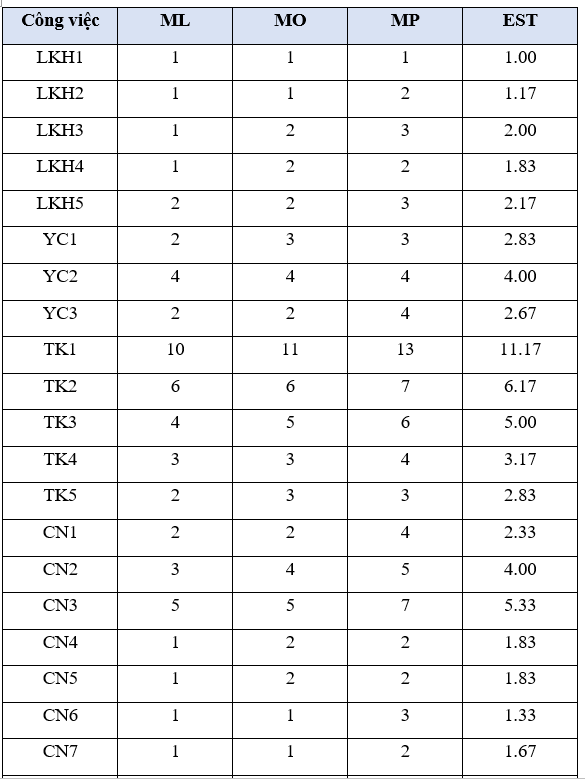 Công việc ML MO MP EST
LKH1 1 1 1 1.00
LKH2 1 1 2 1.17
LKH3 1 2 3 2.00
LKH4 1 2 2 1.83
LKH5 2 2 3 2.17
YC1 2 3 3 2.83
YC2 4 4 4 4.00
YC3 2 2 4 2.67
TK1 10 11 13 11.17
TK2 6 6 7 6.17
TK3 4 5 6 5.00
TK4 3 3 4 3.17
TK5 2 3 3 2.83
CN1 2 2 4 2.33
CN2 3 4 5 4.00
CN3 5 5 7 5.33
CN4 1 2 2 1.83
CN5 1 2 2 1.83
CN6 1 1 3 1.33
CN7 1 1 2 1.67